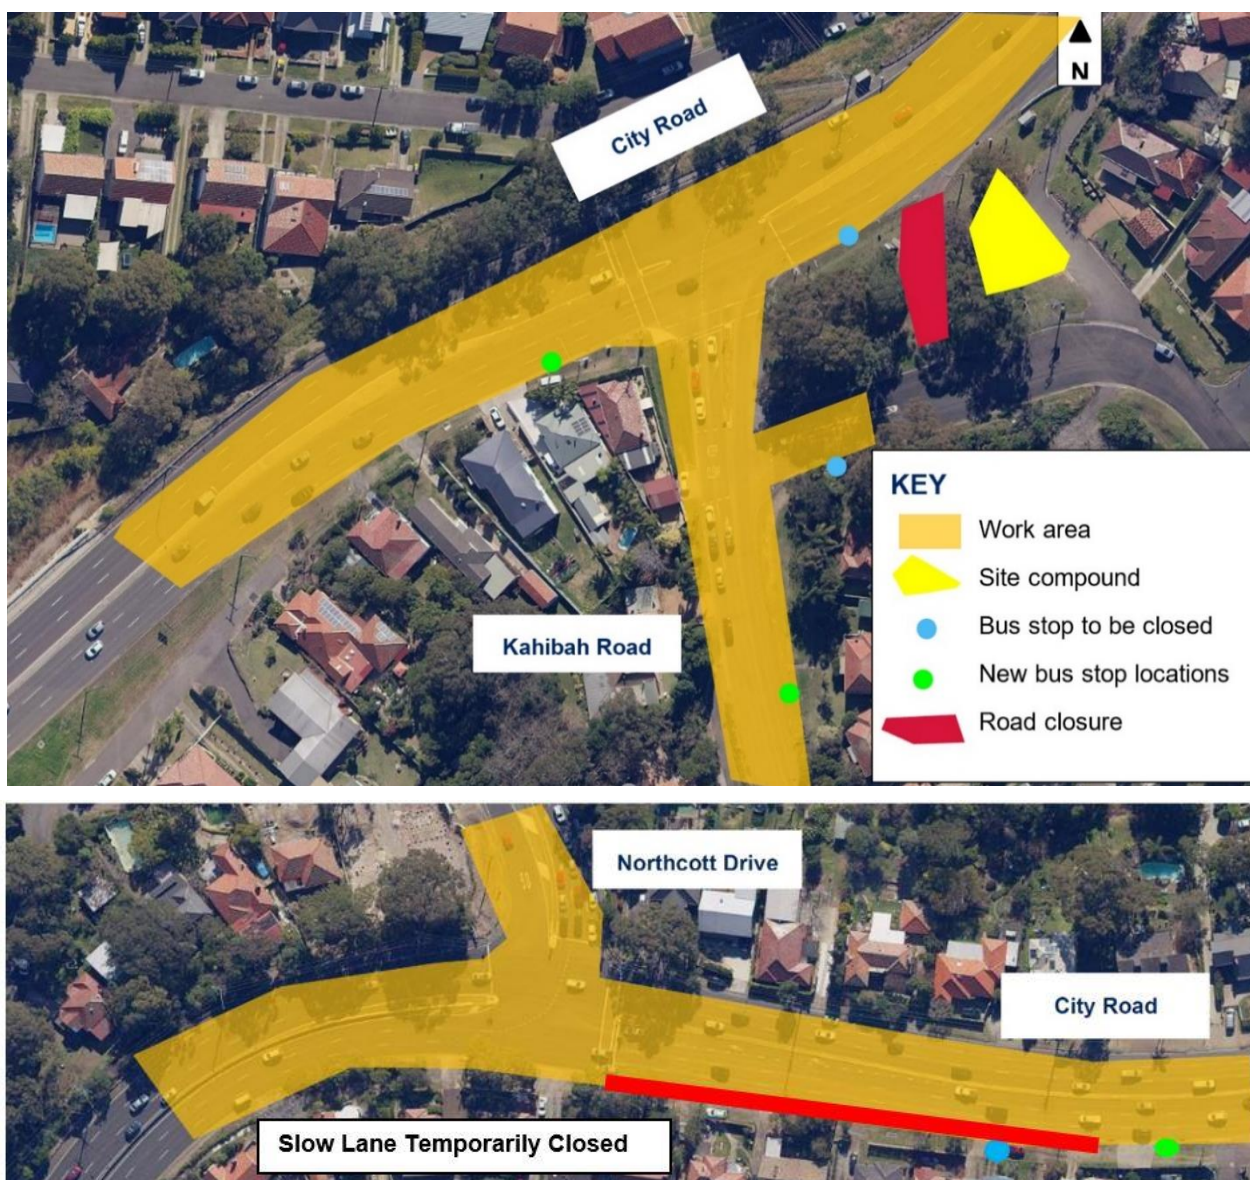 N
City Road
Kahibah Road
KEY
Work area
Site compound
Bus stop to be closed
New bus stop locations
Road closure
Northcott Drive
City Road
Slow Lane Temporarily Closed